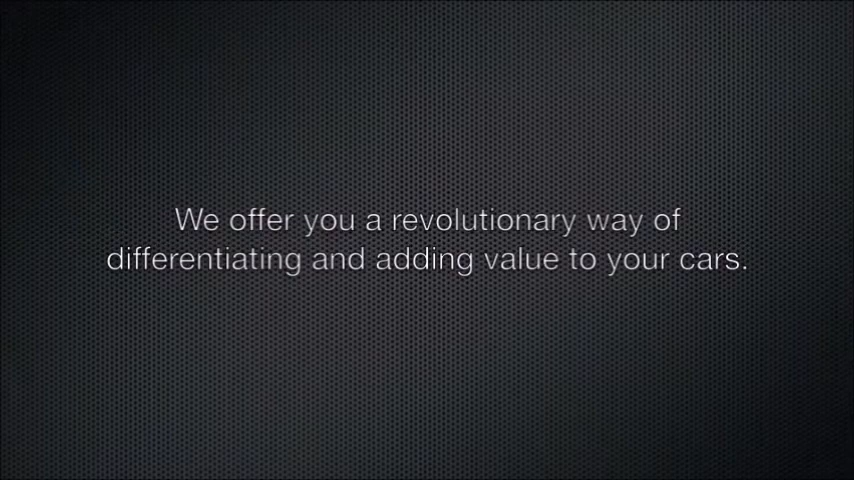 We offer you a revolutionary way of
differentiating and adding value to your cars.